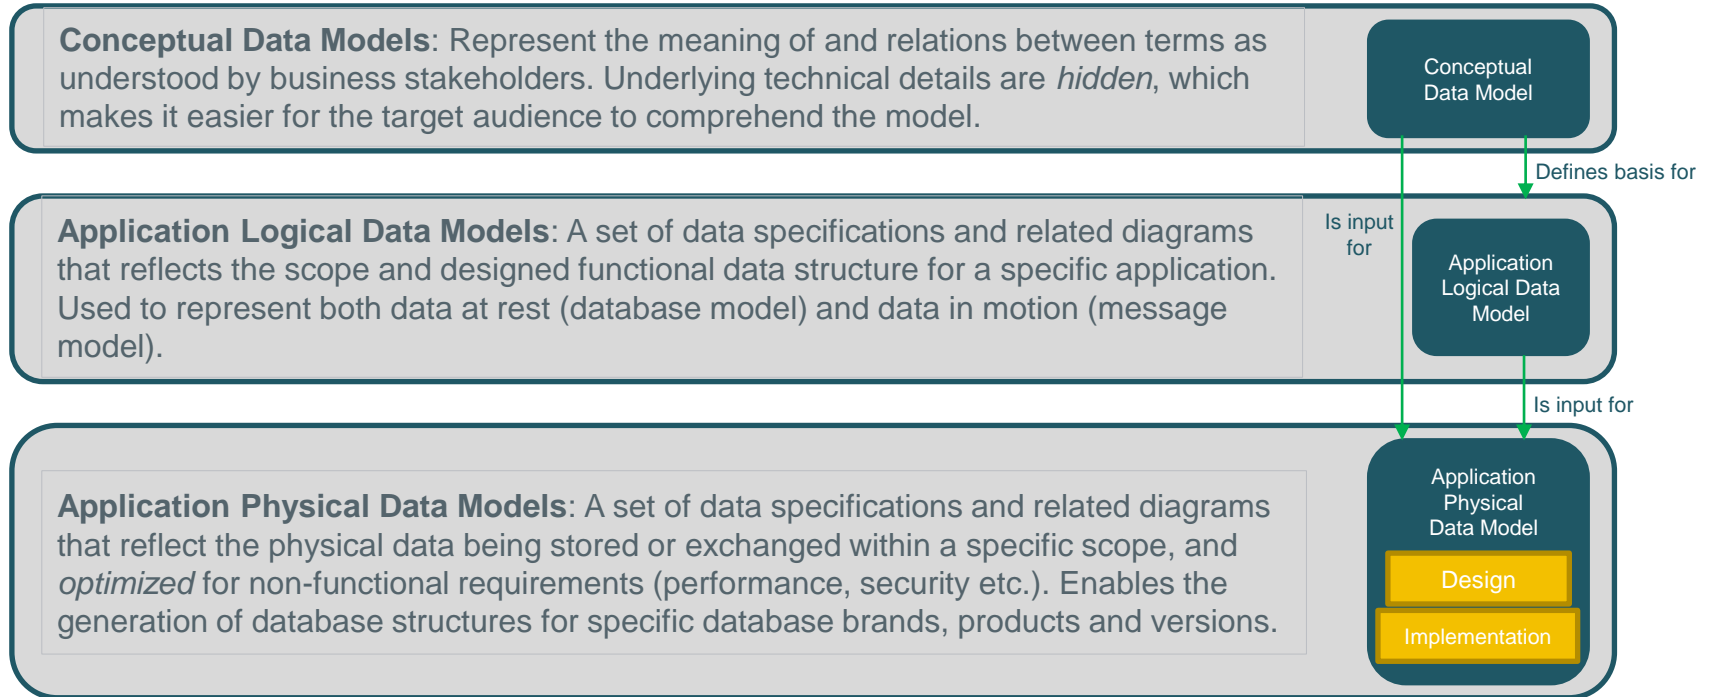 Conceptual Data Models: Represent the meaning of and relations between terms as
understood by business stakeholders. Underlying technical details are hidden, which
makes it easier for the target audience to comprehend the model.
Conceptual
Data Model
Defines basis for
Application Logical Data Models: A set of data specifications and related diagrams
that reflects the scope and designed functional data structure for a specific application.
Used to represent both data at rest (database model) and data in motion (message
model).
Is input
for
Application
Logical Data
Model
Is input for
Application Physical Data Models: A set of data specifications and related diagrams
that reflect the physical data being stored or exchanged within a specific scope, and
optimized for non-functional requirements (performance, security etc.). Enables the
generation of database structures for specific database brands, products and versions.
Application
Physical
Data Model
Design
Implementation